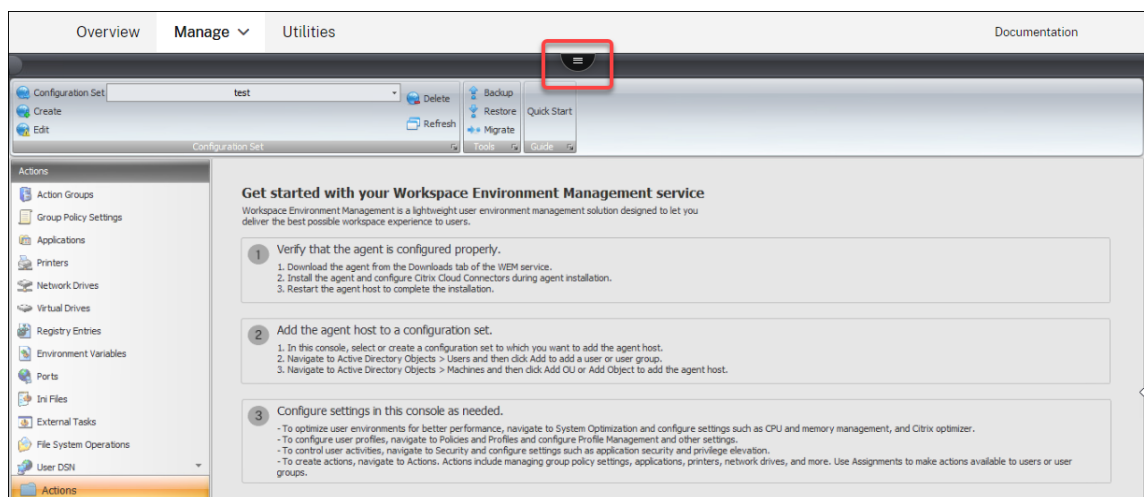 Overview Manage Utilities Documentation
Configuration Set test Delete Backup
Create Restore Quick Start
Edit Refresh Migrate
Configuration Set Tools Guide
Actions
Action Groups
Group Policy Settings
Applications
Printers
Network Drives
Virtual Drives
Registry Entries
Environment Variables
Ports
Ini Files
External Tasks
File System Operations
User DSN
Actions
Get started with your Workspace Environment Management service
Workspace Environment Management is a lightweight user environment management solution designed to let you
deliver the best possible workspace experience to users.
1 Verify that the agent is configured properly.
1. Download the agent from the Downloads tab of the WEM service.
2. Install the agent and configure Citrix Cloud Connectors during agent installation.
3. Restart the agent host to complete the installation.
2 Add the agent host to a configuration set.
1. In this console, select or create a configuration set to which you want to add the agent host.
2. Navigate to Active Directory Objects > Users and then click Add to add a user or user group.
3. Navigate to Active Directory Objects > Machines and then click Add OU or Add Object to add the agent host.
3 Configure settings in this console as needed.
- To optimize user environments for better performance, navigate to System Optimization and configure settings such as CPU and memory management, and Citrix optimizer.
- To configure user profiles, navigate to Policies and Profiles and configure Profile Management and other settings.
- To control user activities, navigate to Security and configure settings such as application security and privilege elevation.
- To create actions, navigate to Actions. Actions include managing group policy settings, applications, printers, network drives, and more. Use Assignments to make actions available to users or user
groups.